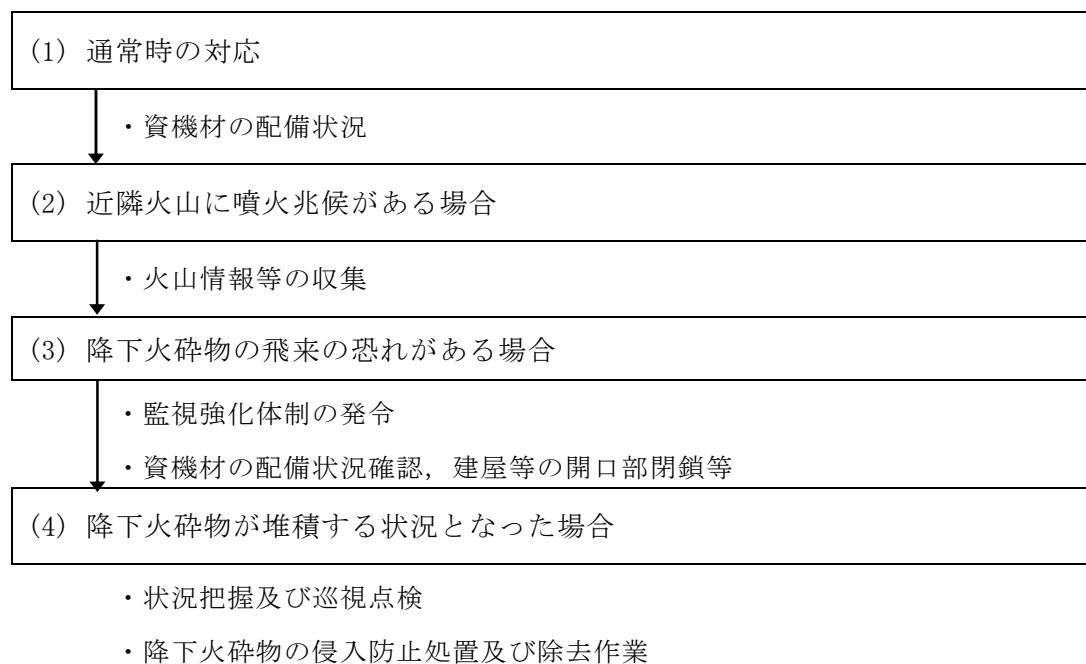 (1) 通常時の対応
・資機材の配備状況
(2) 近隣火山に噴火兆候がある場合
・火山情報等の収集
(3) 降下火砕物の飛来の恐れがある場合
・監視強化体制の発令
・資機材の配備状況確認，建屋等の開口部閉鎖等
(4) 降下火砕物が堆積する状況となった場合
・状況把握及び巡視点検
・降下火砕物の侵入防止処置及び除去作業